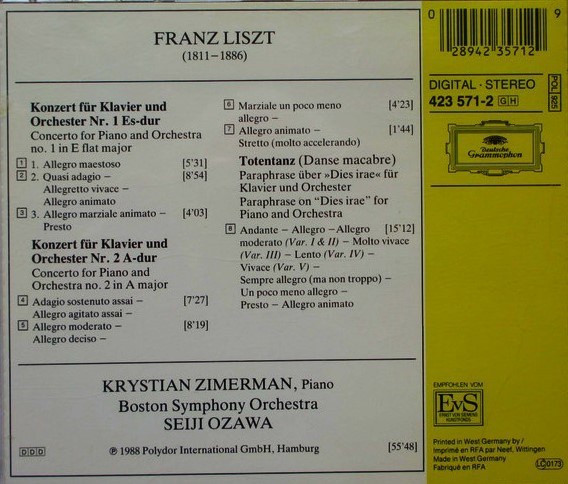 FRANZ LISZT
(1811–1886)
Konzert für Klavier und
Orchester Nr. 1 Es-dur
Concerto for Piano and Orchestra
no. 1 in E flat major
1 1. Allegro maestoso [5'31]
2 2. Quasi adagio – [8'54]
Allegretto vivace –
Allegro animato
3 3. Allegro marziale animato – [4'03]
Presto
Konzert für Klavier und
Orchester Nr. 2 A-dur
Concerto for Piano and
Orchestra no. 2 in A major
4 Adagio sostenuto assai – [7'27]
Allegro agitato assai –
5 Allegro moderato – [8'19]
Allegro deciso –
6 Marziale un poco meno [4'23]
allegro –
7 Allegro animato – [1'44]
Stretto (molto accelerando)
Totentanz (Danse macabre)
Paraphrase über »Dies irae« für
Klavier und Orchester
Paraphrase on “Dies irae” for
Piano and Orchestra
8 Andante – Allegro – Allegro [15'12]
moderato (Var. I & II) – Molto vivace
(Var. III) – Lento (Var. IV) –
Vivace (Var. V) –
Sempre allegro (ma non troppo) –
Un poco meno allegro –
Presto – Allegro animato
KRYSTIAN ZIMERMAN, Piano
Boston Symphony Orchestra
SEIJI OZAWA
DDD
℗ 1988 Polydor International GmbH, Hamburg [55'48]
0 28942 35712 9
DIGITAL · STEREO
423 571-2 GH
POL 925
Deutsche
Grammophon
EMPFOHLEN VOM
EvS
ERNST VON SIEMENS
KUNSTFONDS
Printed in West Germany by /
Imprimé en RFA par Neef, Wittingen
Made in West Germany
Fabriqué en RFA
LC 0173